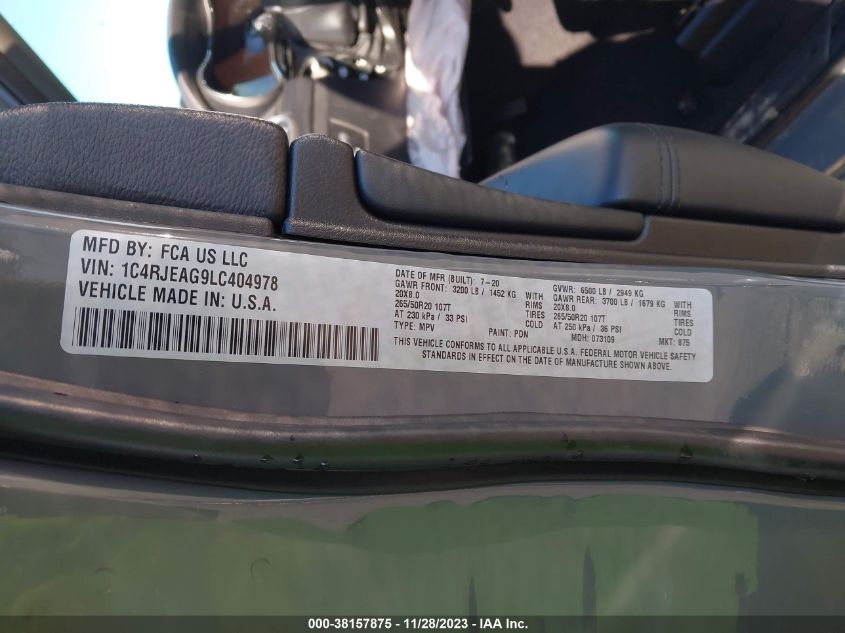 MFD BY: FCA US LLC
VIN: 1C4RJEAG9LC404978
VEHICLE MADE IN: U.S.A.
DATE OF MFR (BUILT): 7-20
GAWR FRONT: 3200 LB / 1452 KG WITH
20X8.0 RIMS
265/50R20 107T TIRES
AT 230 kPa / 33 PSI COLD
TYPE: MPV PAINT: PDN
GVWR: 6500 LB / 2949 KG
GAWR REAR: 3700 LB / 1679 KG WITH
20X8.0 RIMS
265/50R20 107T TIRES
AT 250 kPa / 36 PSI COLD
MDH: 073109 MKT: 875
THIS VEHICLE CONFORMS TO ALL APPLICABLE U.S.A. FEDERAL MOTOR VEHICLE SAFETY
STANDARDS IN EFFECT ON THE DATE OF MANUFACTURE SHOWN ABOVE.
000-38157875 - 11/28/2023 - IAA Inc.